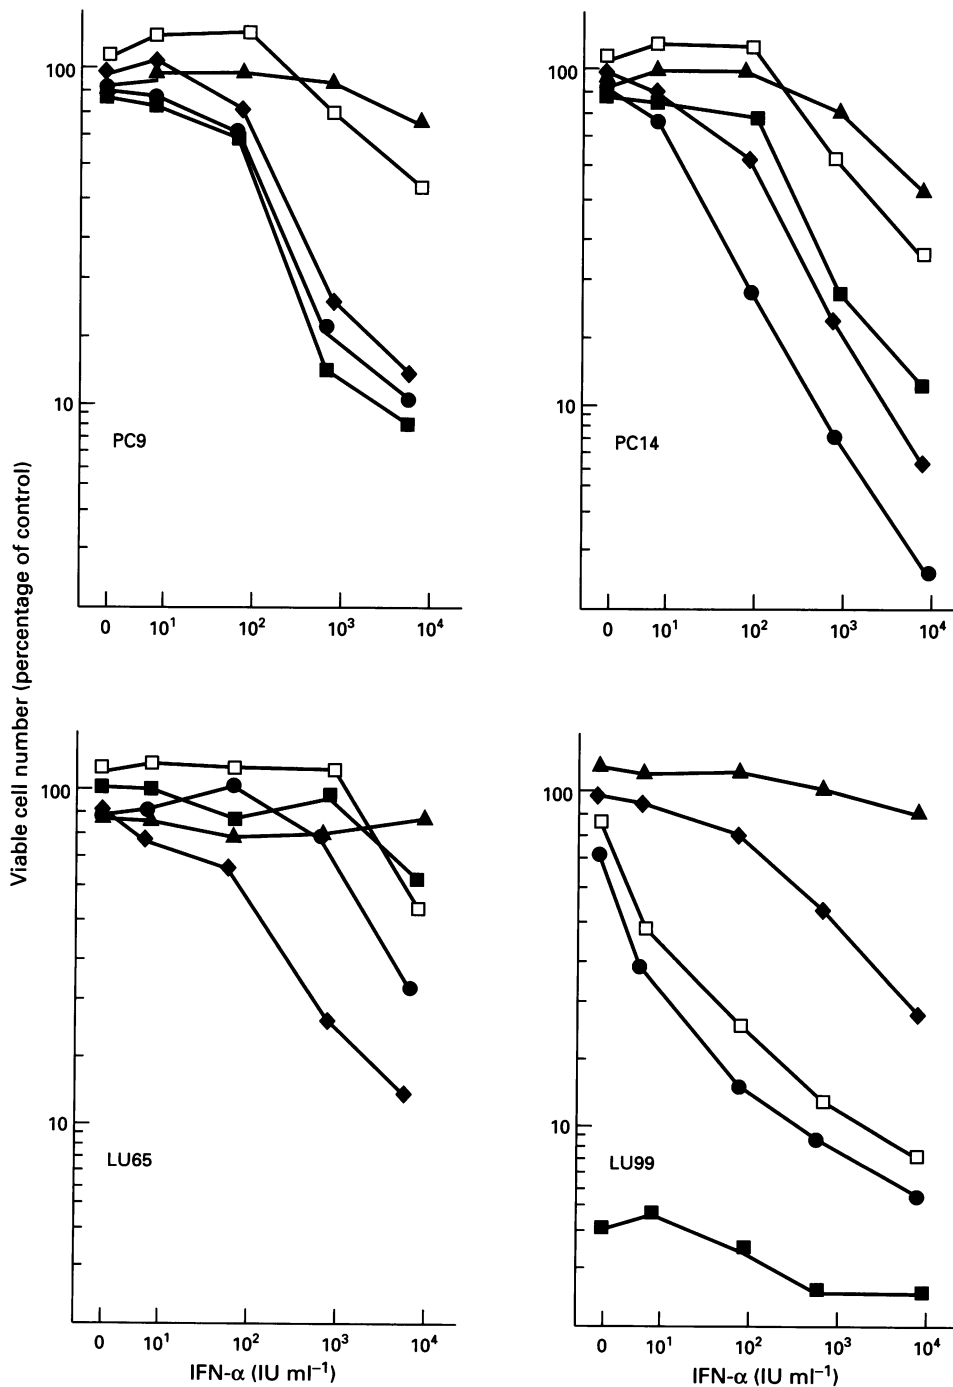 Viable cell number (percentage of control)
100
10
PC9
0 10¹ 10² 10³ 10⁴
100
10
PC14
0 10¹ 10² 10³ 10⁴
100
10
LU65
0 10¹ 10² 10³ 10⁴
IFN-α (IU ml⁻¹)
100
10
LU99
0 10¹ 10² 10³ 10⁴
IFN-α (IU ml⁻¹)